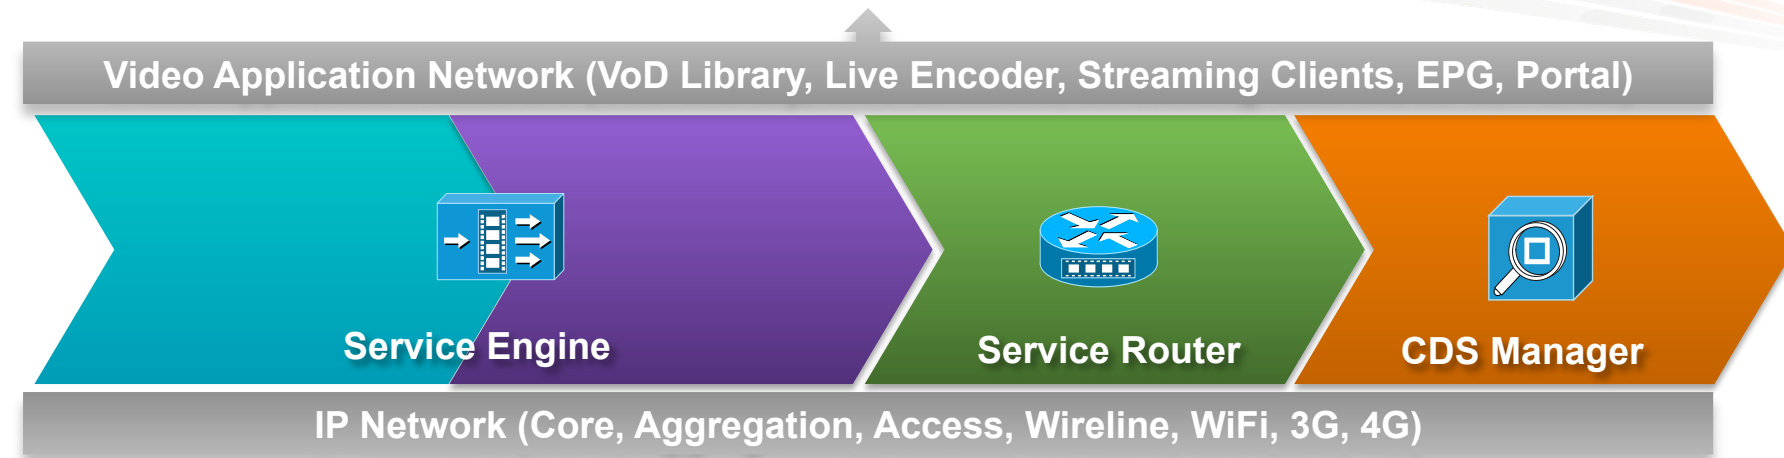 Video Application Network (VoD Library, Live Encoder, Streaming Clients, EPG, Portal)
Service Engine
Service Router
CDS Manager
IP Network (Core, Aggregation, Access, Wireline, WiFi, 3G, 4G)